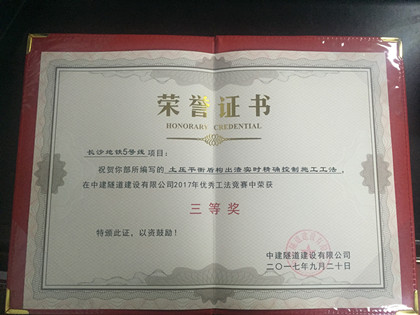 荣誉证书
HONORARY CREDENTIAL
长沙地铁5号线项目:
祝贺你部所编写的 土压平衡盾构出渣实时精确控制施工工法,
在中建隧道建设有限公司2017年优秀工法竞赛中荣获
三等奖
特颁此证,以资鼓励!
中建隧道建设有限公司
二〇一七年九月二十日